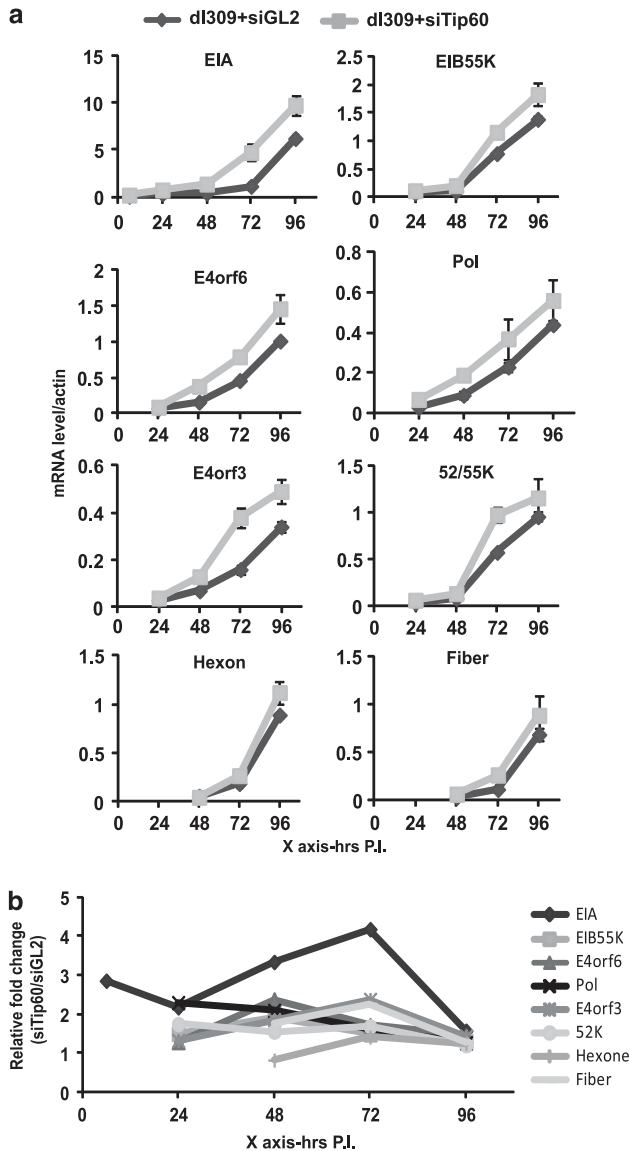 a
dl309+siGL2 dl309+siTip60
mRNA level/actin
EIA
15
10
5
0
0 24 48 72 96
EIB55K
2.5
2
1.5
1
0.5
0
0 24 48 72 96
E4orf6
2
1.5
1
0.5
0
0 24 48 72 96
Pol
0.8
0.6
0.4
0.2
0
0 24 48 72 96
E4orf3
0.6
0.4
0.2
0
0 24 48 72 96
52/55K
1.5
1
0.5
0
0 24 48 72 96
Hexon
1.5
1
0.5
0
0 24 48 72 96
Fiber
1.5
1
0.5
0
0 24 48 72 96
X axis-hrs P.I.
b
Relative fold change
(siTip60/siGL2)
5
4
3
2
1
0
0 24 48 72 96
X axis-hrs P.I.
EIA
EIB55K
E4orf6
Pol
E4orf3
52K
Hexone
Fiber